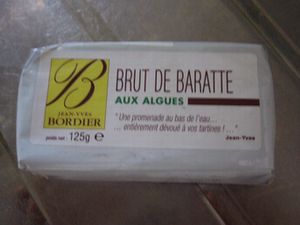 B
JEAN-YVES
BORDIER
poids net : 125g e
BRUT DE BARATTE
AUX ALGUES
"Une promenade au bas de l'eau...
... entièrement dévoué à vos tartines !..."
Jean-Yves